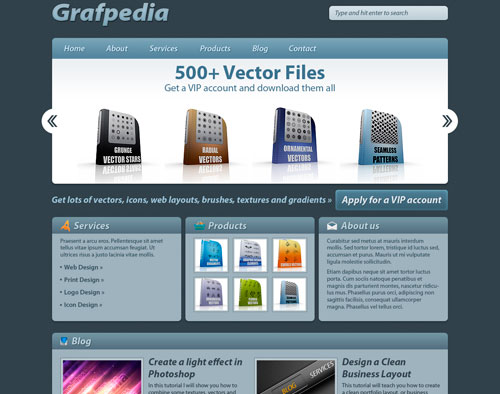 Grafpedia
Type and hit enter to search
Home About Services Products Blog Contact
500+ Vector Files
Get a VIP account and download them all
GRUNGE
VECTOR STARS
RADIAL
VECTORS
ORNAMENTAL
VECTORS
SEAMLESS
PATTERNS
Get lots of vectors, icons, web layouts, brushes, textures and gradients »
Apply for a VIP account
Services
Praesent a arcu eros. Pellentesque sit amet
tellus vitae ipsum accumsan feugiat. Ut
ultrices risus a justo lacinia vitae mollis.
• Web Design »
• Print Design »
• Logo Design »
• Icon Design »
Products
About us
Curabitur sed metus at mauris interdum
mollis. Sed tortor lorem, tristique id luctus sed,
accumsan et purus. Mauris ut mi vulputate
ligula molestie sollicitudin.
Etiam dapibus neque sit amet tortor luctus
porta. Cum sociis natoque penatibus et
magnis dis parturient montes, nascetur ridicu-
lus mus. Phasellus purus orci, adipiscing non
sagittis facilisis, consequat ullamcorper
magna. Phasellus vel tellus orci.
Blog
Create a light effect in
Photoshop
In this tutorial I will show you how to
combine some textures, vectors and
BLOG
SERVICES
Design a Clean
Business Layout
This tutorial will teach you how to create
a clean portfolio layout, or business